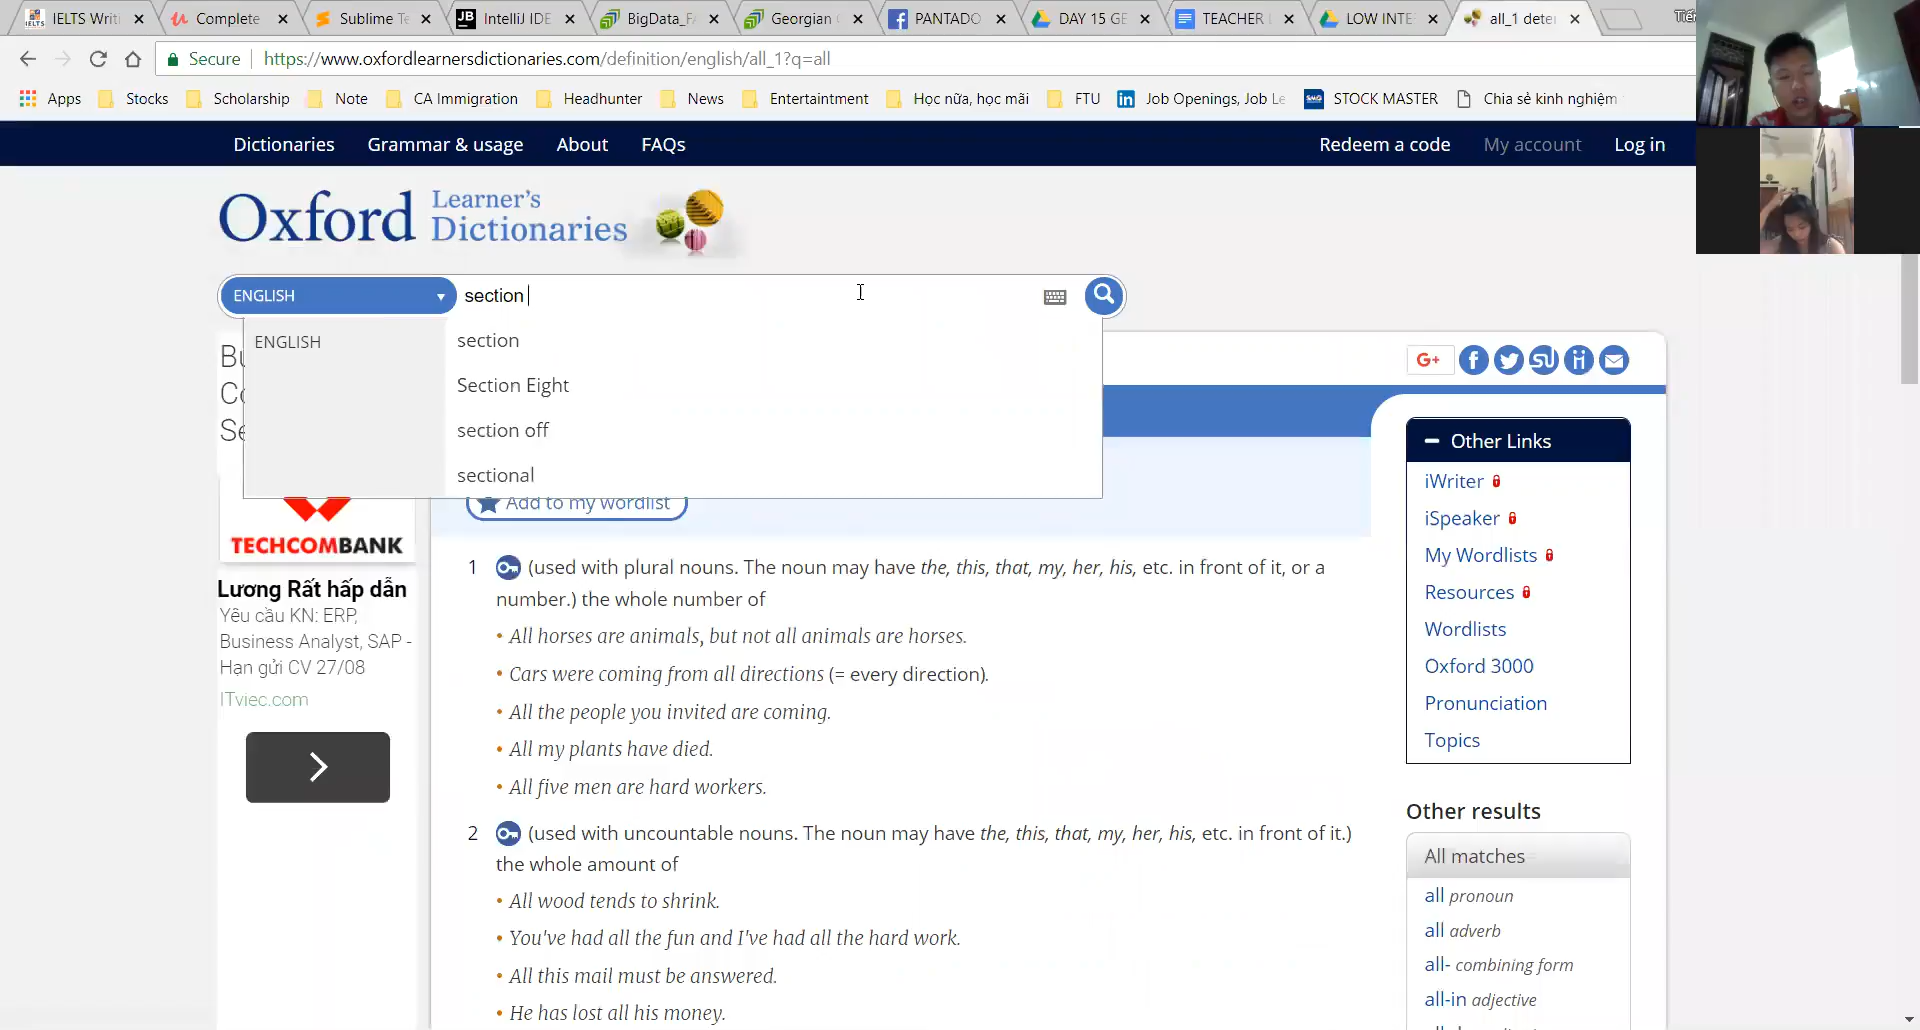 IELTS Writi
Complete
Sublime Te
IntelliJ IDE
BigData_FA
Georgian
PANTADO
DAY 15 GE
TEACHER
LOW INTE
all_1 deter
Secure
https://www.oxfordlearnersdictionaries.com/definition/english/all_1?q=all
Apps
Stocks
Scholarship
Note
CA Immigration
Headhunter
News
Entertaintment
Học nữa, học mãi
FTU
Job Openings, Job Le
STOCK MASTER
Chia sẻ kinh nghiệm
Dictionaries
Grammar & usage
About
FAQs
Redeem a code
My account
Log in
Oxford Learner's Dictionaries
ENGLISH
section
ENGLISH
section
Section Eight
section off
sectional
Bu
Co
Se
Add to my wordlist
TECHCOMBANK
Lương Rất hấp dẫn
Yêu cầu KN: ERP,
Business Analyst, SAP -
Hạn gửi CV 27/08
ITviec.com
1 (used with plural nouns. The noun may have the, this, that, my, her, his, etc. in front of it, or a
number.) the whole number of
• All horses are animals, but not all animals are horses.
• Cars were coming from all directions (= every direction).
• All the people you invited are coming.
• All my plants have died.
• All five men are hard workers.
2 (used with uncountable nouns. The noun may have the, this, that, my, her, his, etc. in front of it.)
the whole amount of
• All wood tends to shrink.
• You've had all the fun and I've had all the hard work.
• All this mail must be answered.
• He has lost all his money.
G+
Other Links
iWriter
iSpeaker
My Wordlists
Resources
Wordlists
Oxford 3000
Pronunciation
Topics
Other results
All matches
all pronoun
all adverb
all- combining form
all-in adjective